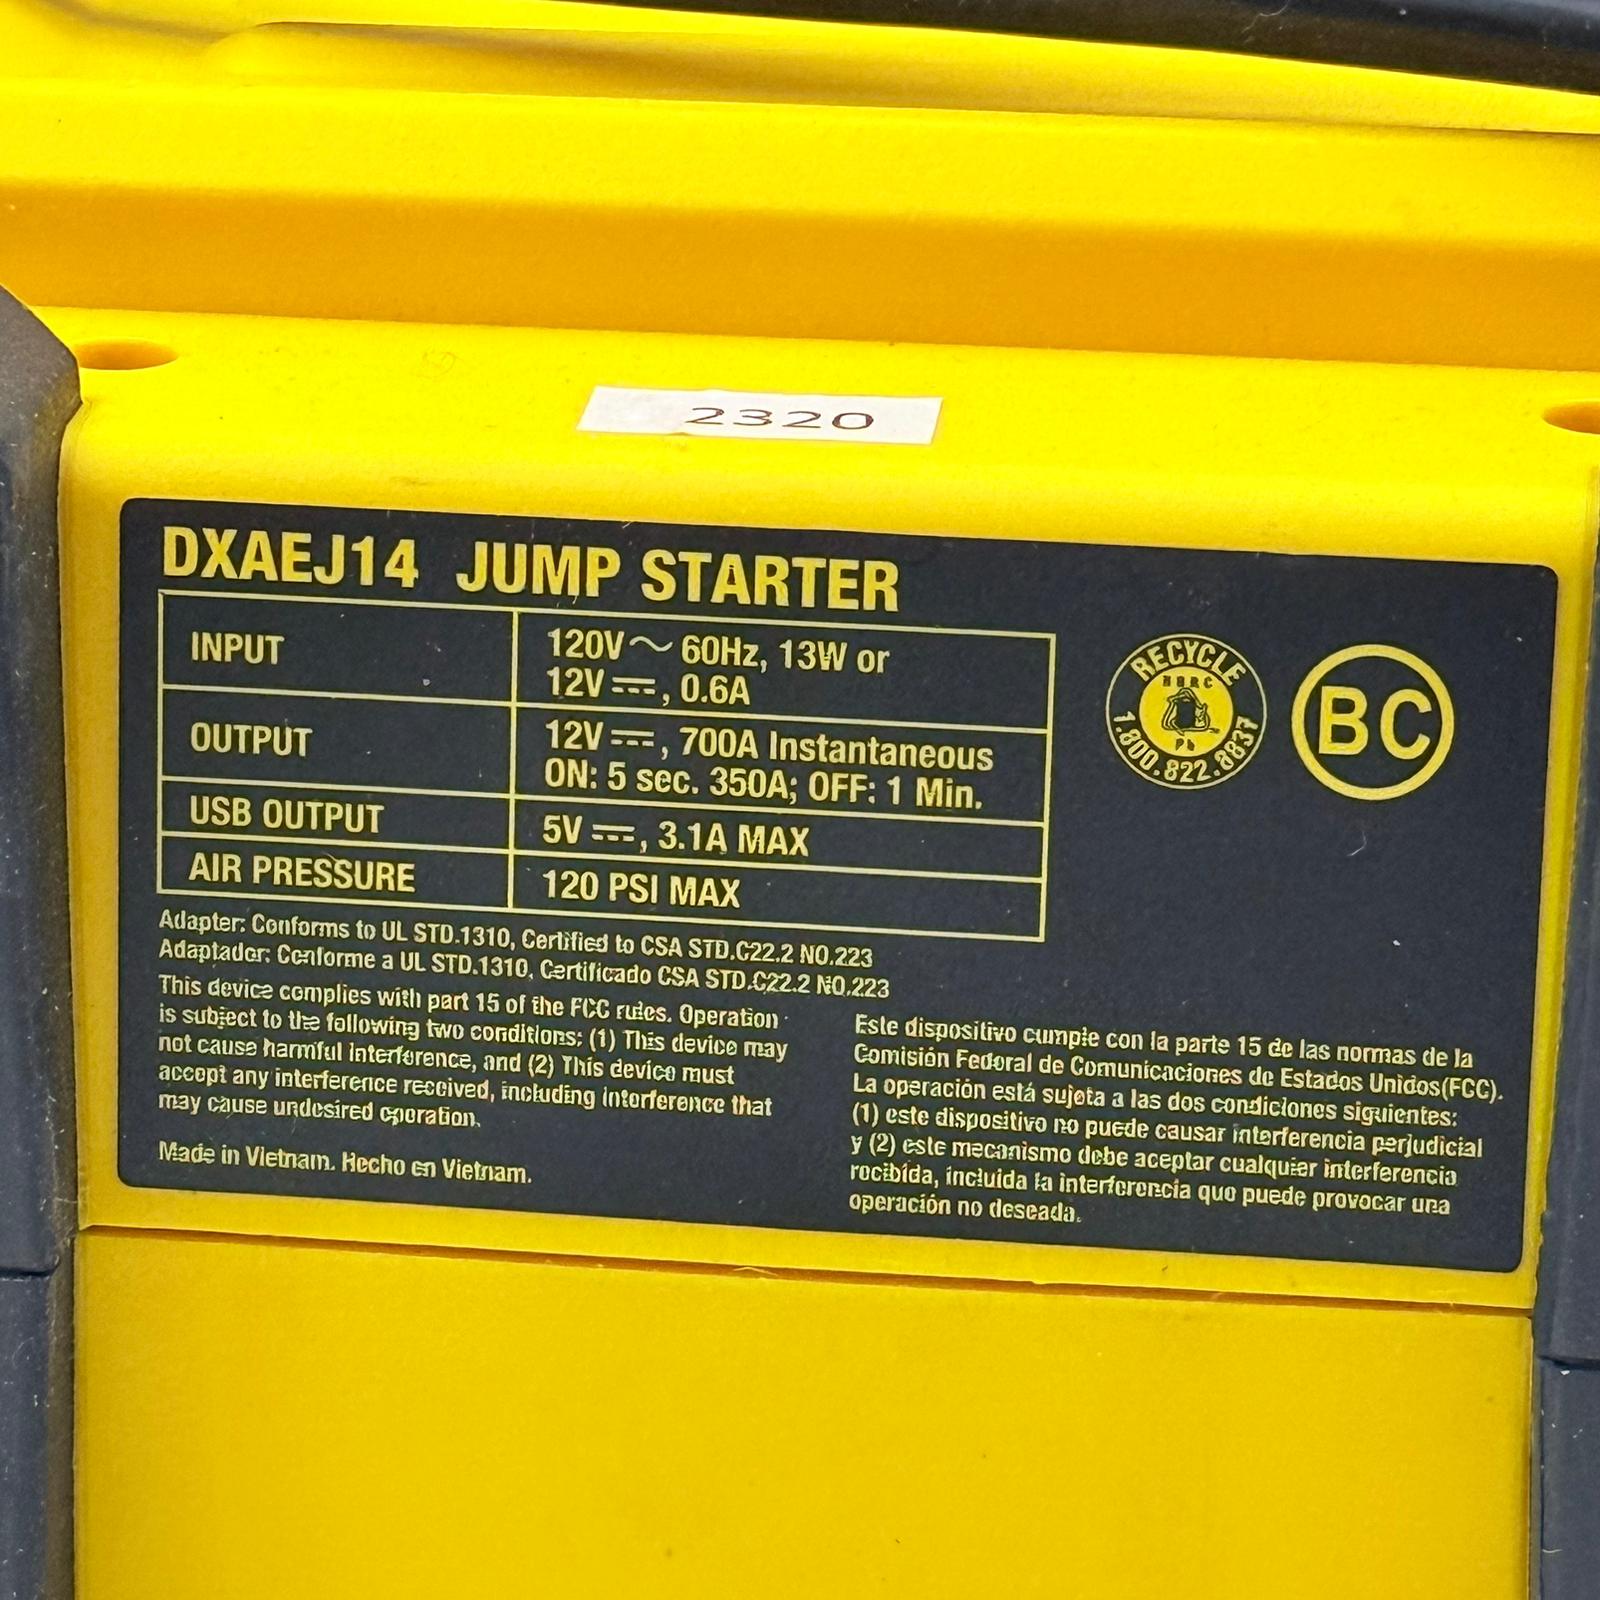 2320
DXAEJ14 JUMP STARTER
INPUT
120V~ 60Hz, 13W or
12V⎓, 0.6A
OUTPUT
12V⎓, 700A Instantaneous
ON: 5 sec. 350A; OFF: 1 Min.
USB OUTPUT
5V⎓, 3.1A MAX
AIR PRESSURE
120 PSI MAX
RECYCLE
RBRC
Pb
1.800.822.8837
BC
Adapter: Conforms to UL STD.1310, Certified to CSA STD.C22.2 NO.223
Adaptador: Conforme a UL STD.1310, Certificado CSA STD.C22.2 NO.223
This device complies with part 15 of the FCC rules. Operation
is subject to the following two conditions: (1) This device may
not cause harmful interference, and (2) This device must
accept any interference received, including interference that
may cause undesired operation.
Made in Vietnam. Hecho en Vietnam.
Este dispositivo cumple con la parte 15 de las normas de la
Comisión Federal de Comunicaciones de Estados Unidos(FCC).
La operación está sujeta a las dos condiciones siguientes:
(1) este dispositivo no puede causar interferencia perjudicial
y (2) este mecanismo debe aceptar cualquier interferencia
recibida, incluida la interferencia que puede provocar una
operación no deseada.